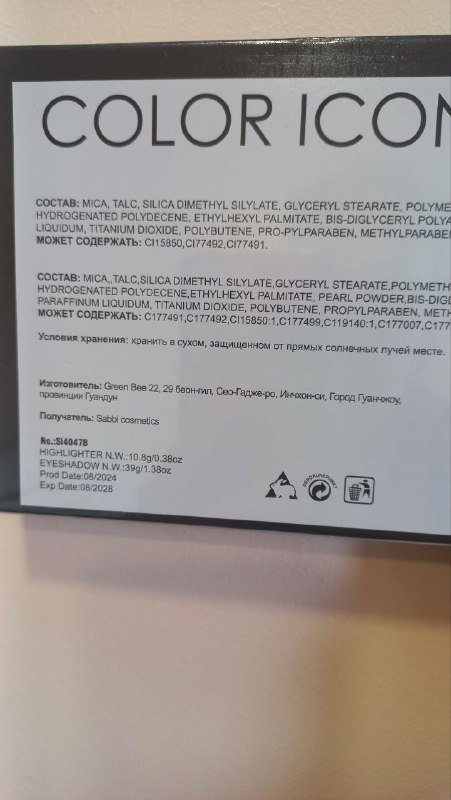 COLOR ICON
СОСТАВ: MICA, TALC, SILICA DIMETHYL SILYLATE, GLYCERYL STEARATE, POLYME
HYDROGENATED POLYDECENE, ETHYLHEXYL PALMITATE, BIS-DIGLYCERYL POLYA
LIQUIDUM, TITANIUM DIOXIDE, POLYBUTENE, PRO-PYLPARABEN, METHYLPARABEN
МОЖЕТ СОДЕРЖАТЬ: CI15850,CI77492,CI77491.
СОСТАВ: MICA,,TALC,SILICA DIMETHYL SILYLATE,GLYCERYL STEARATE,POLYMETH
HYDROGENATED POLYDECENE,ETHYLHEXYL PALMITATE, PEARL POWDER,BIS-DIGL
PARAFFINUM LIQUIDUM, TITANIUM DIOXIDE, POLYBUTENE, PROPYLPARABEN, METH
МОЖЕТ СОДЕРЖАТЬ: C177491,C177492,CI15850:1,C177499,C119140:1,C177007,C177
Условия хранения: хранить в сухом, защищенном от прямых солнечных лучей месте.
Изготовитель: Green Bee 22, 29 беон-гил, Сео-Гадже-ро, Инчхон-си, Город Гуанчжоу,
провинции Гуандун
Получатель: Sabbi cosmetics
No.:Si4047B
HIGHLIGHTER N.W.:10.8g/0.38oz
EYESHADOW N.W.:39g/1.38oz
Prod Date:08/2024
Exp Date:08/2028